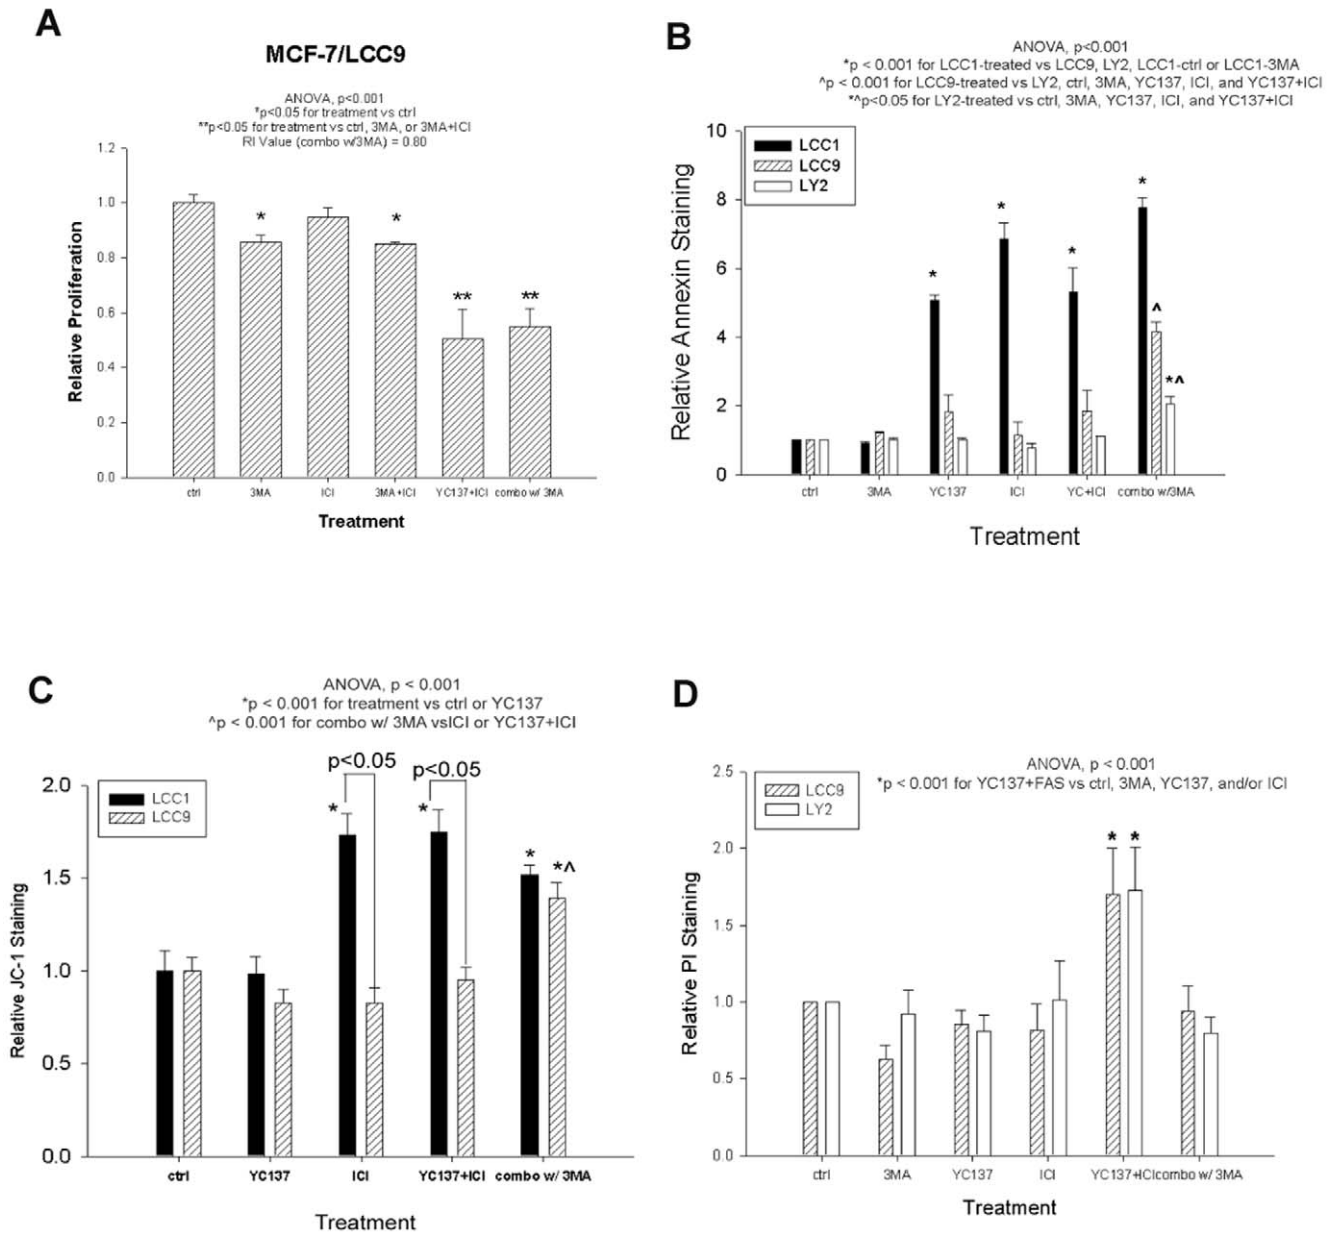 A
MCF-7/LCC9
ANOVA, p<0.001
*p<0.05 for treatment vs ctrl
**p<0.05 for treatment vs ctrl, 3MA, or 3MA+ICI
RI Value (combo w/3MA) = 0.80
1.2
1.0
0.8
0.6
0.4
0.2
0.0
Relative Proliferation
*
*
**
**
ctrl
3MA
ICI
3MA+ICI
YC137+ICI
combo w/ 3MA
Treatment
B
ANOVA, p<0.001
*p < 0.001 for LCC1-treated vs LCC9, LY2, LCC1-ctrl or LCC1-3MA
^p < 0.001 for LCC9-treated vs LY2, ctrl, 3MA, YC137, ICI, and YC137+ICI
*^p<0.05 for LY2-treated vs ctrl, 3MA, YC137, ICI, and YC137+ICI
LCC1
LCC9
LY2
10
8
6
4
2
0
Relative Annexin Staining
*
*
*
*
^
*^
ctrl
3MA
YC137
ICI
YC+ICI
combo w/3MA
Treatment
C
ANOVA, p < 0.001
*p < 0.001 for treatment vs ctrl or YC137
^p < 0.001 for combo w/ 3MA vsICI or YC137+ICI
LCC1
LCC9
2.0
1.5
1.0
0.5
0.0
Relative JC-1 Staining
p<0.05
p<0.05
*
*
*
*^
ctrl
YC137
ICI
YC137+ICI
combo w/ 3MA
Treatment
D
ANOVA, p < 0.001
*p < 0.001 for YC137+FAS vs ctrl, 3MA, YC137, and/or ICI
LCC9
LY2
2.5
2.0
1.5
1.0
0.5
0.0
Relative PI Staining
*
*
ctrl
3MA
YC137
ICI
YC137+ICI
combo w/ 3MA
Treatment